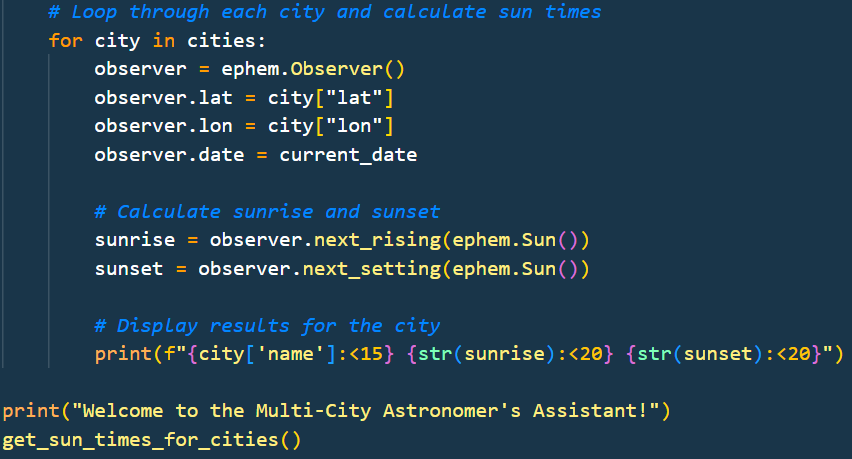 # Loop through each city and calculate sun times
for city in cities:
observer = ephem.Observer()
observer.lat = city["lat"]
observer.lon = city["lon"]
observer.date = current_date
# Calculate sunrise and sunset
sunrise = observer.next_rising(ephem.Sun())
sunset = observer.next_setting(ephem.Sun())
# Display results for the city
print(f"{city['name']:<15} {str(sunrise):<20} {str(sunset):<20}")
print("Welcome to the Multi-City Astronomer's Assistant!")
get_sun_times_for_cities()